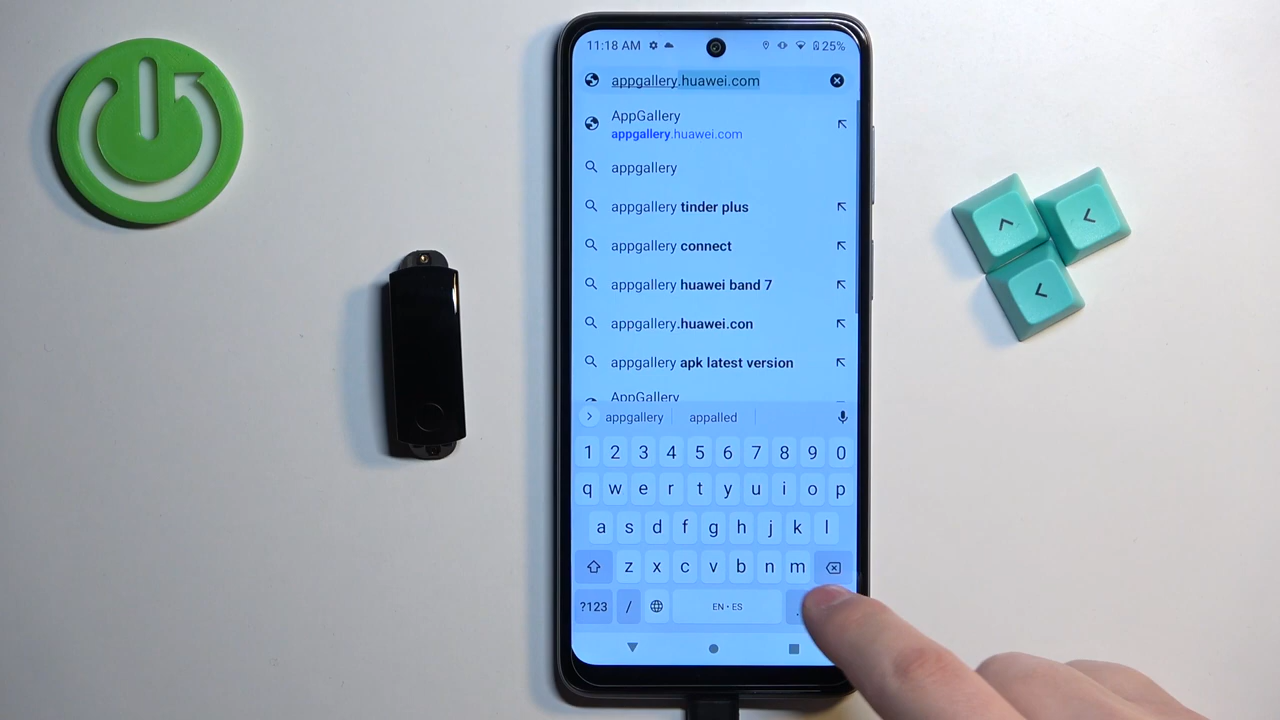 11:18 AM 25%
appgallery.huawei.com
AppGallery
appgallery.huawei.com
appgallery
appgallery tinder plus
appgallery connect
appgallery huawei band 7
appgallery.huawei.con
appgallery apk latest version
AppGallery
appgallery appalled
1 2 3 4 5 6 7 8 9 0
q w e r t y u i o p
a s d f g h j k l
z x c v b n m
?123 / EN • ES .